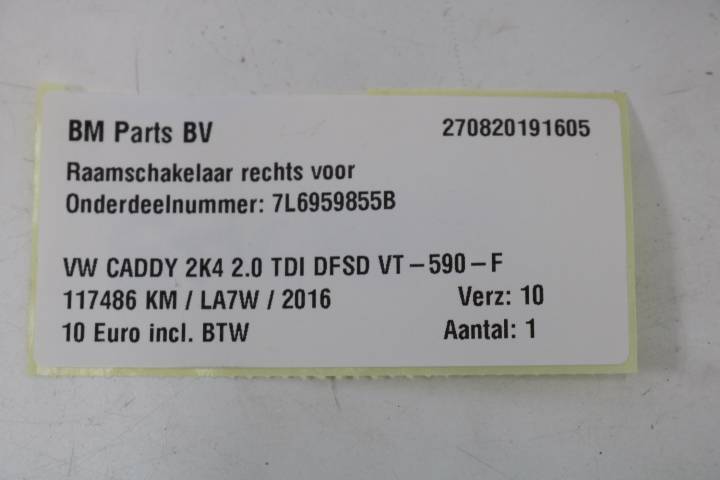 BM Parts BV 270820191605
Raamschakelaar rechts voor
Onderdeelnummer: 7L6959855B
VW CADDY 2K4 2.0 TDI DFSD VT-590-F
117486 KM / LA7W / 2016 Verz: 10
10 Euro incl. BTW Aantal: 1